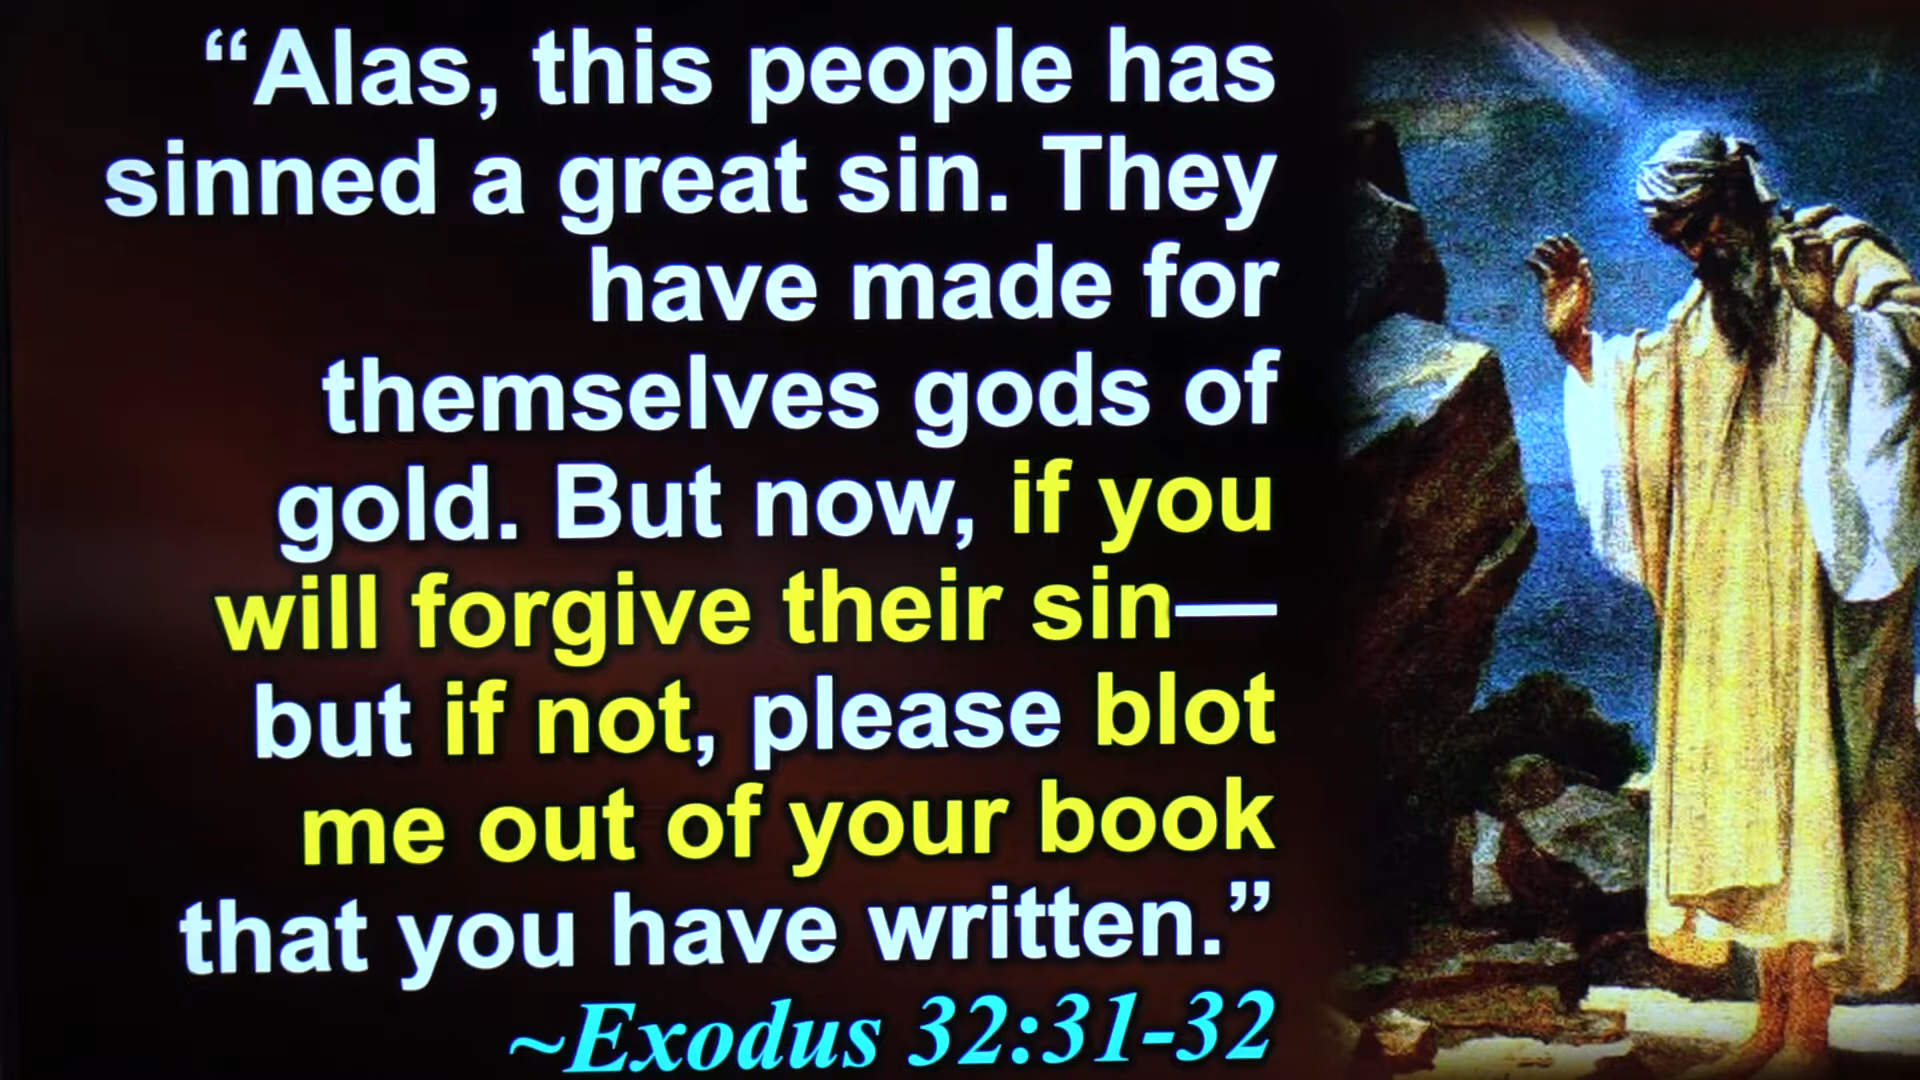 “Alas, this people has
sinned a great sin. They
have made for
themselves gods of
gold. But now, if you
will forgive their sin—
but if not, please blot
me out of your book
that you have written.”
~Exodus 32:31-32